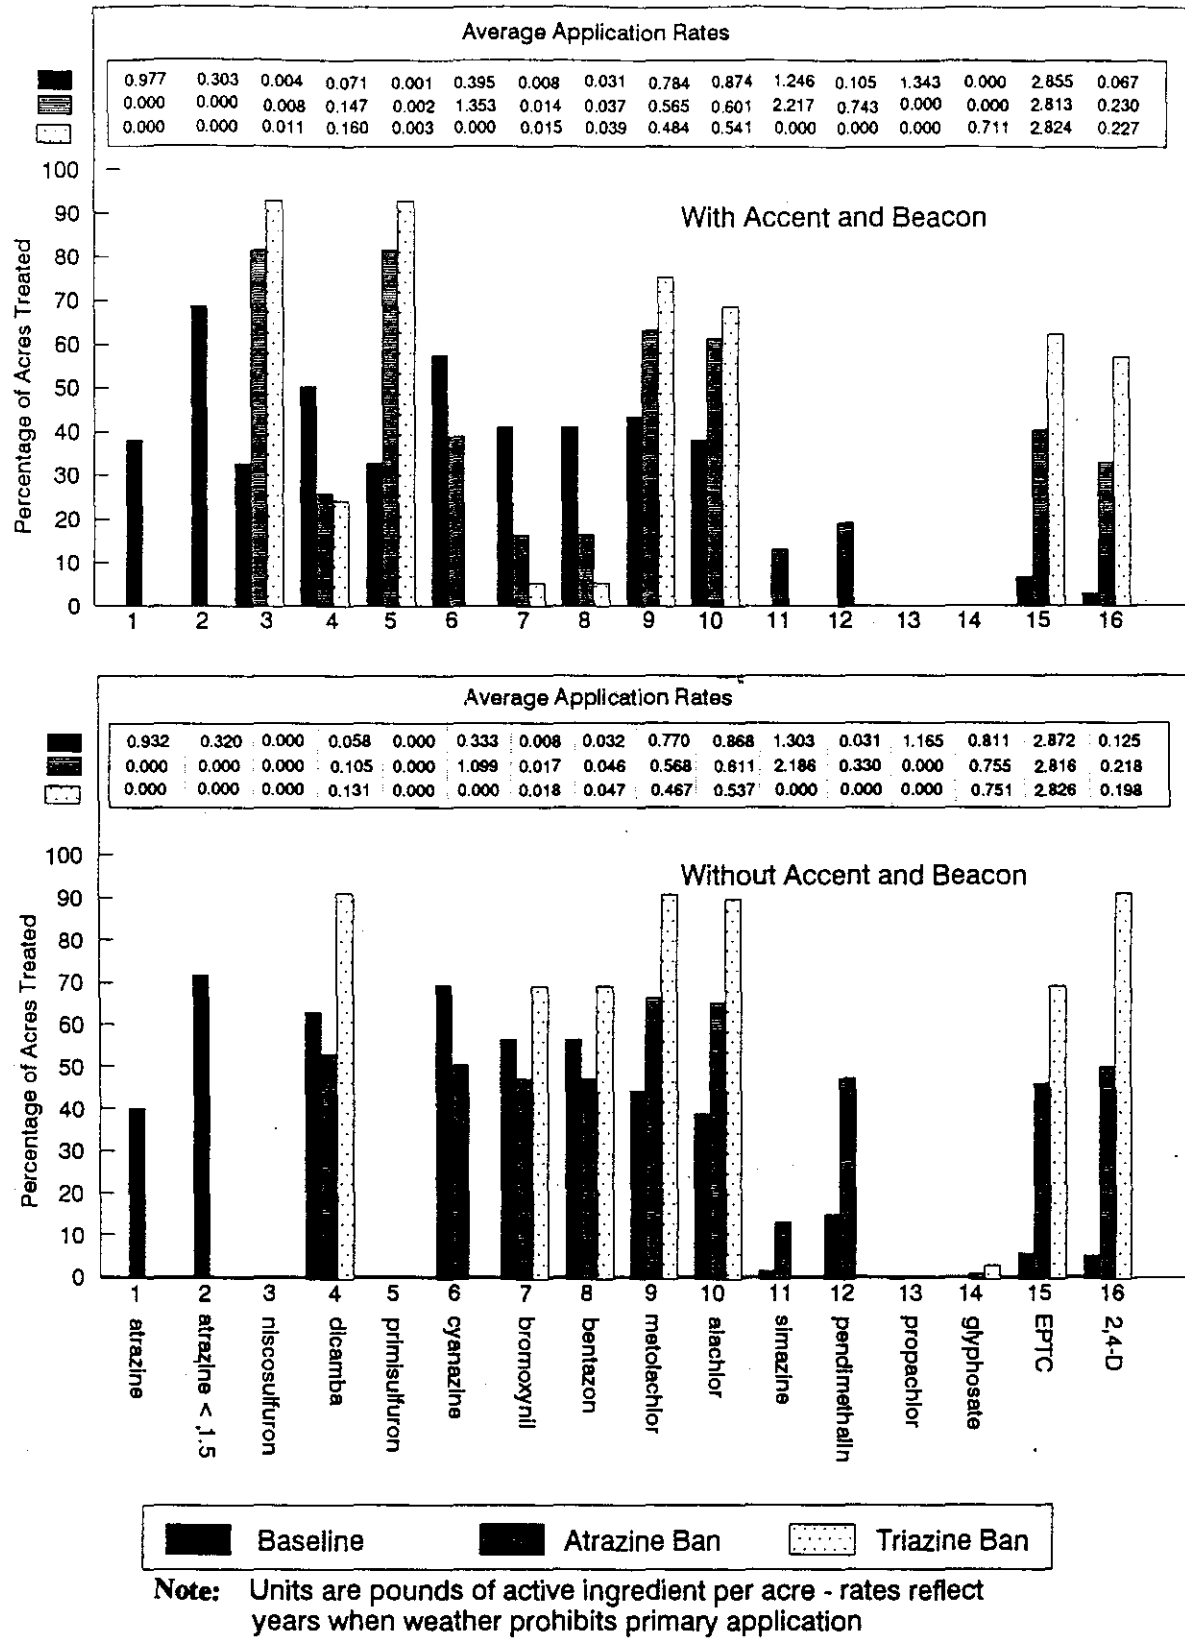 Average Application Rates
0.977 0.303 0.004 0.071 0.001 0.395 0.008 0.031 0.784 0.874 1.246 0.105 1.343 0.000 2.855 0.067
0.000 0.000 0.008 0.147 0.002 1.353 0.014 0.037 0.565 0.601 2.217 0.743 0.000 0.000 2.813 0.230
0.000 0.000 0.011 0.160 0.003 0.000 0.015 0.039 0.484 0.541 0.000 0.000 0.000 0.711 2.824 0.227
With Accent and Beacon
Percentage of Acres Treated
100
90
80
70
60
50
40
30
20
10
0
1 2 3 4 5 6 7 8 9 10 11 12 13 14 15 16
Average Application Rates
0.932 0.320 0.000 0.058 0.000 0.333 0.008 0.032 0.770 0.868 1.303 0.031 1.165 0.811 2.872 0.125
0.000 0.000 0.000 0.105 0.000 1.099 0.017 0.046 0.568 0.611 2.186 0.330 0.000 0.755 2.816 0.218
0.000 0.000 0.000 0.131 0.000 0.000 0.018 0.047 0.467 0.537 0.000 0.000 0.000 0.751 2.826 0.198
Without Accent and Beacon
Percentage of Acres Treated
100
90
80
70
60
50
40
30
20
10
0
1 2 3 4 5 6 7 8 9 10 11 12 13 14 15 16
atrazine
atrazine < ,1.5
niscosulfuron
dicamba
primisulfuron
cyanazine
bromoxynil
bentazon
metolachlor
alachlor
simazine
pendimethalin
propachlor
glyphosate
EPTC
2,4-D
Baseline Atrazine Ban Triazine Ban
Note: Units are pounds of active ingredient per acre - rates reflect
years when weather prohibits primary application